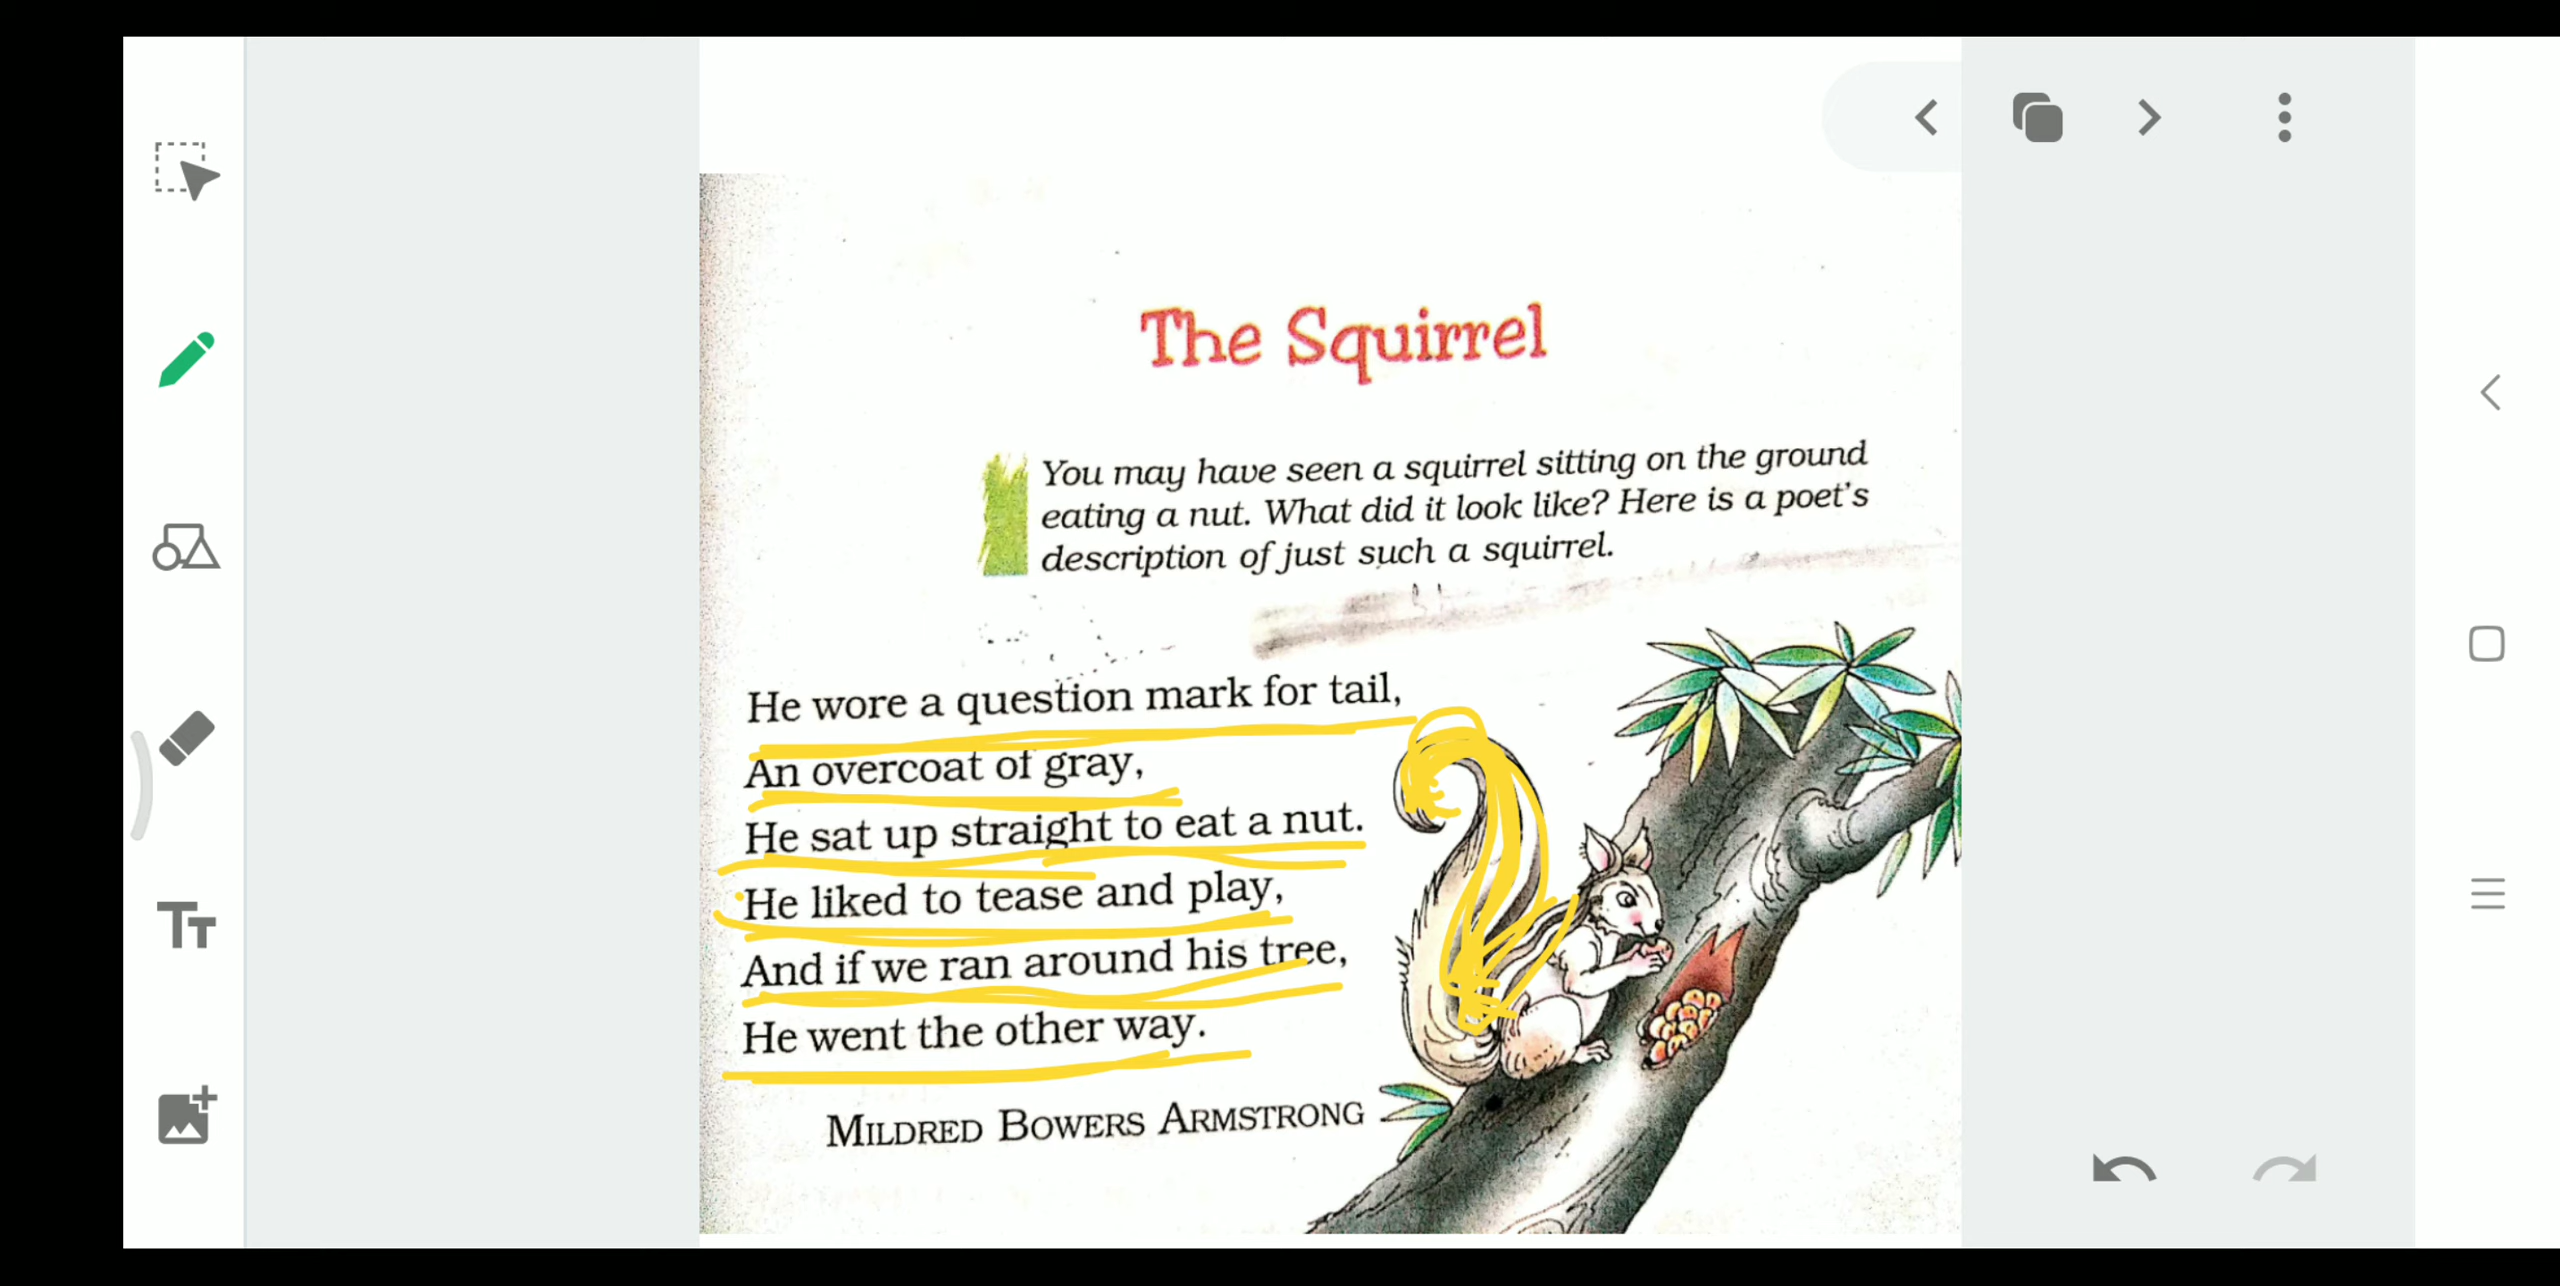 The Squirrel
You may have seen a squirrel sitting on the ground
eating a nut. What did it look like? Here is a poet's
description of just such a squirrel.
He wore a question mark for tail,
An overcoat of gray,
He sat up straight to eat a nut.
He liked to tease and play,
And if we ran around his tree,
He went the other way.
MILDRED BOWERS ARMSTRONG
TT